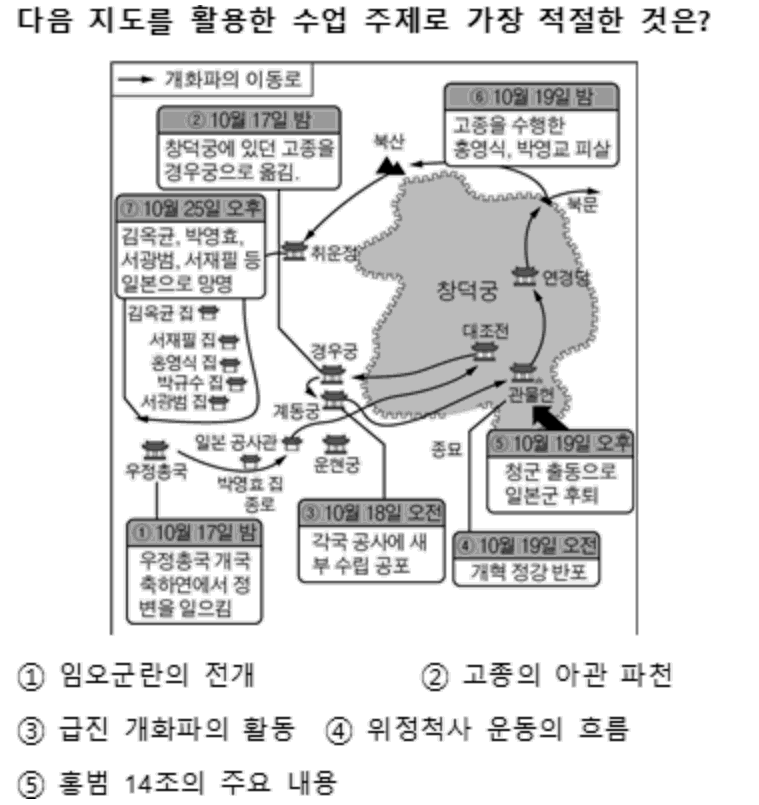 다음 지도를 활용한 수업 주제로 가장 적절한 것은?
→ 개화파의 이동로
⑥ 10월 19일 밤
고종을 수행한
홍영식, 박영교 피살
② 10월 17일 밤
창덕궁에 있던 고종을
경우궁으로 옮김.
북산
북문
⑦ 10월 25일 오후
김옥균, 박영효,
서광범, 서재필 등
일본으로 망명
취운정
연경당
창덕궁
김옥균 집
서재필 집
홍영식 집
박규수 집
서광범 집
경우궁
대조전
계동궁
관물헌
일본 공사관
우정총국
박영효 집
종로
운현궁
종묘
⑤ 10월 19일 오후
청군 출동으로
일본군 후퇴
③ 10월 18일 오전
각국 공사에 새
부 수립 공포
④ 10월 19일 오전
개혁 정강 반포
① 10월 17일 밤
우정총국 개국
축하연에서 정
변을 일으킴
① 임오군란의 전개 ② 고종의 아관 파천
③ 급진 개화파의 활동 ④ 위정척사 운동의 흐름
⑤ 홍범 14조의 주요 내용